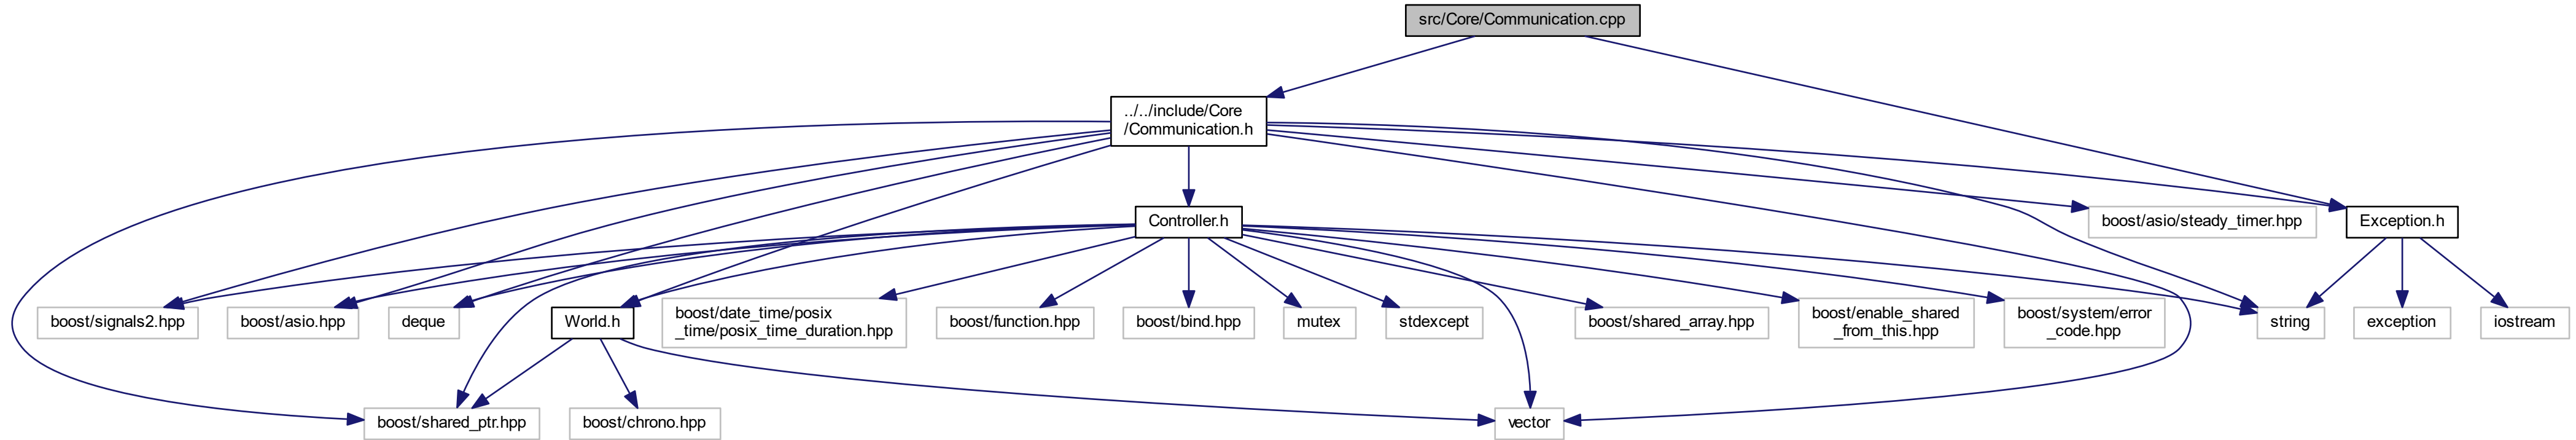 src/Core/Communication.cpp
../../include/Core
/Communication.h
Controller.h
boost/asio/steady_timer.hpp
Exception.h
boost/signals2.hpp
boost/asio.hpp
deque
World.h
boost/date_time/posix
_time/posix_time_duration.hpp
boost/function.hpp
boost/bind.hpp
mutex
stdexcept
boost/shared_array.hpp
boost/enable_shared
_from_this.hpp
boost/system/error
_code.hpp
string
exception
iostream
boost/shared_ptr.hpp
boost/chrono.hpp
vector